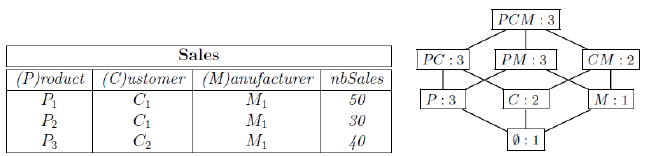 Sales
(P)roduct (C)ustomer (M)anufacturer nbSales
P₁ C₁ M₁ 50
P₂ C₁ M₁ 30
P₃ C₂ M₁ 40
PCM : 3
PC : 3 PM : 3 CM : 2
P : 3 C : 2 M : 1
∅ : 1